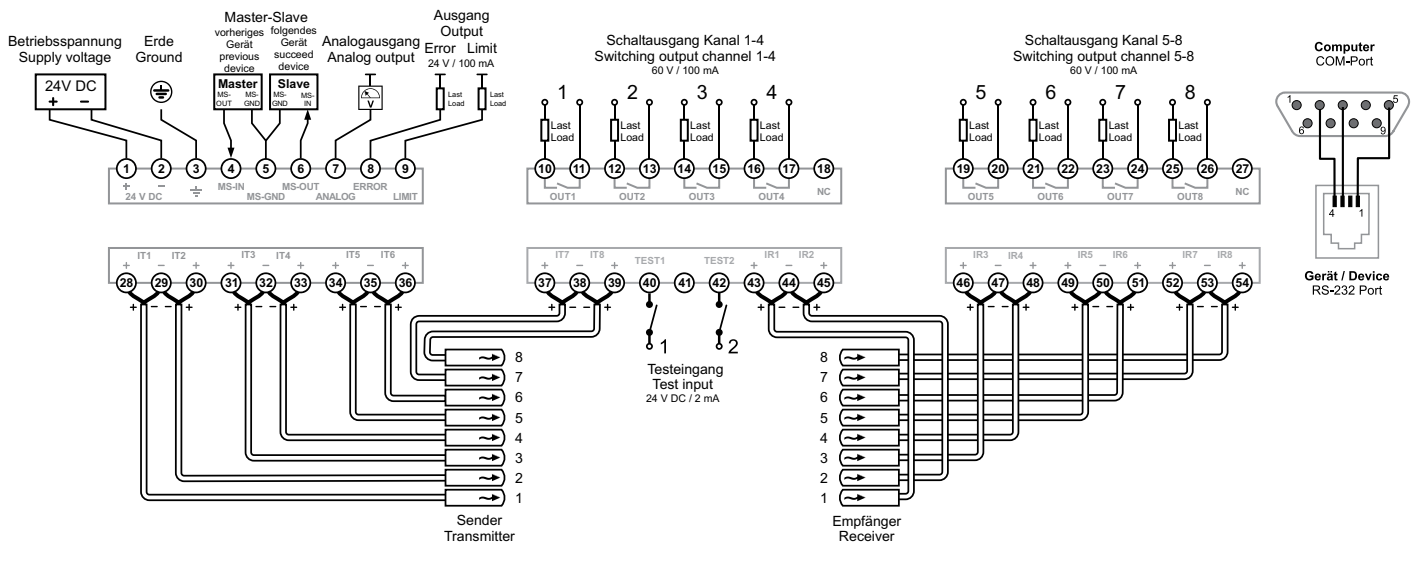 Betriebsspannung
Supply voltage
24V DC
+ −
Erde
Ground
Master-Slave
vorheriges
Gerät
previous
device
folgendes
Gerät
succeed
device
Master
MS-
OUT
MS-
GND
Slave
MS-
GND
MS-
IN
Analogausgang
Analog output
V
Ausgang
Output
Error Limit
24 V / 100 mA
Last
Load
Last
Load
1 2 3 4 5 6 7 8 9
+ −
24 V DC
MS-IN
MS-GND
MS-OUT
ANALOG
ERROR
LIMIT
Schaltausgang Kanal 1-4
Switching output channel 1-4
60 V / 100 mA
1 2 3 4
Last
Load
Last
Load
Last
Load
Last
Load
10 11 12 13 14 15 16 17 18
OUT1 OUT2 OUT3 OUT4 NC
Schaltausgang Kanal 5-8
Switching output channel 5-8
60 V / 100 mA
5 6 7 8
Last
Load
Last
Load
Last
Load
Last
Load
19 20 21 22 23 24 25 26 27
OUT5 OUT6 OUT7 OUT8 NC
Computer
COM-Port
1 5
6 9
4 1
Gerät / Device
RS-232 Port
IT1 IT2 IT3 IT4 IT5 IT6
+ − + + − + + − +
28 29 30 31 32 33 34 35 36
+ − − + + − − + + − − +
IT7 IT8 TEST1 TEST2 IR1 IR2
+ − + + − +
37 38 39 40 41 42 43 44 45
+ − − + + − − +
1 2
Testeingang
Test input
24 V DC / 2 mA
IR3 IR4 IR5 IR6 IR7 IR8
+ − + + − + + − +
46 47 48 49 50 51 52 53 54
+ − − + + − − + + − − +
8
7
6
5
4
3
2
1
Sender
Transmitter
8
7
6
5
4
3
2
1
Empfänger
Receiver